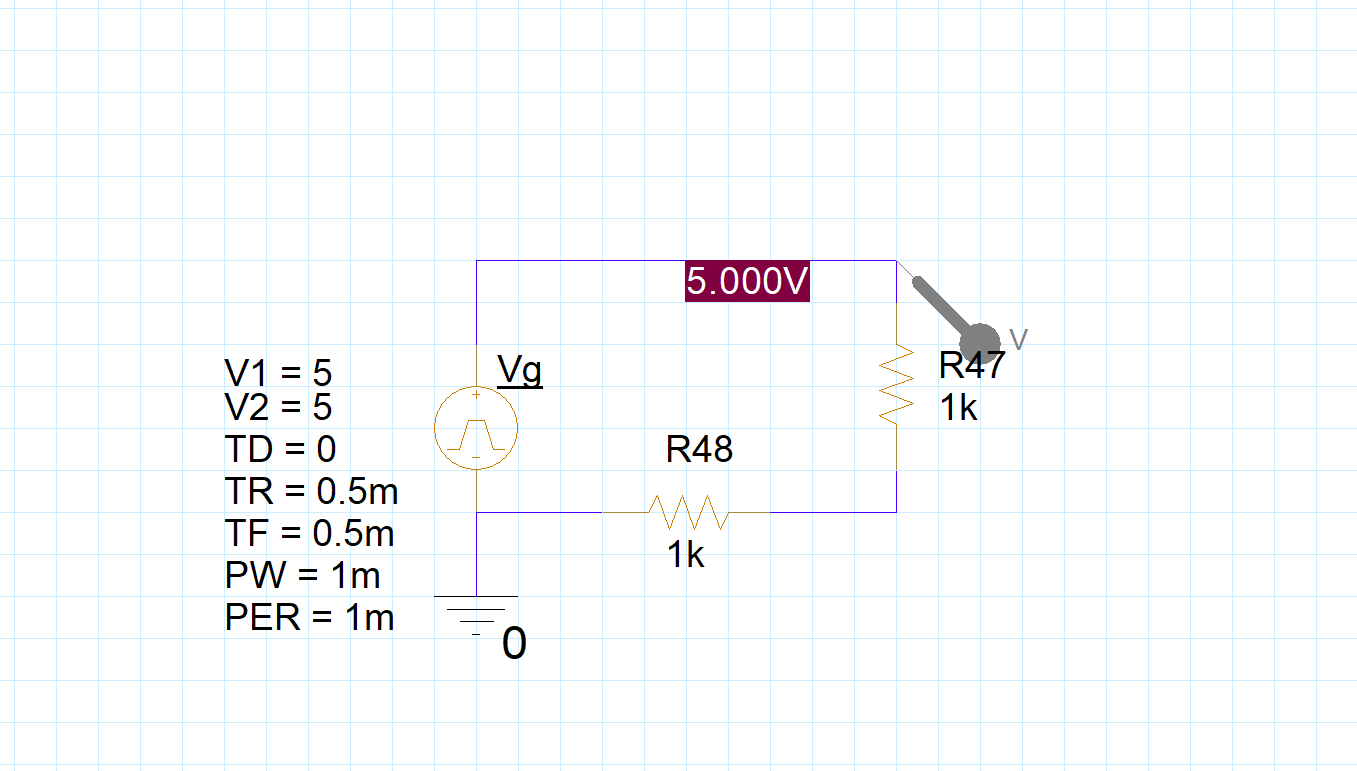 5.000V
V
V1 = 5
Vg
R47
V2 = 5
1k
TD = 0
R48
TR = 0.5m
TF = 0.5m
1k
PW = 1m
PER = 1m
0